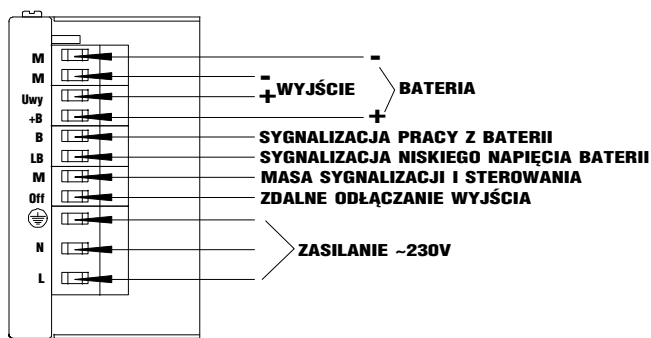 M -
M - WYJŚCIE BATERIA
Uwy +
+B +
B SYGNALIZACJA PRACY Z BATERII
LB SYGNALIZACJA NISKIEGO NAPIĘCIA BATERII
M MASA SYGNALIZACJI I STEROWANIA
Off ZDALNE ODŁĄCZANIE WYJŚCIA
N ZASILANIE ~230V
L